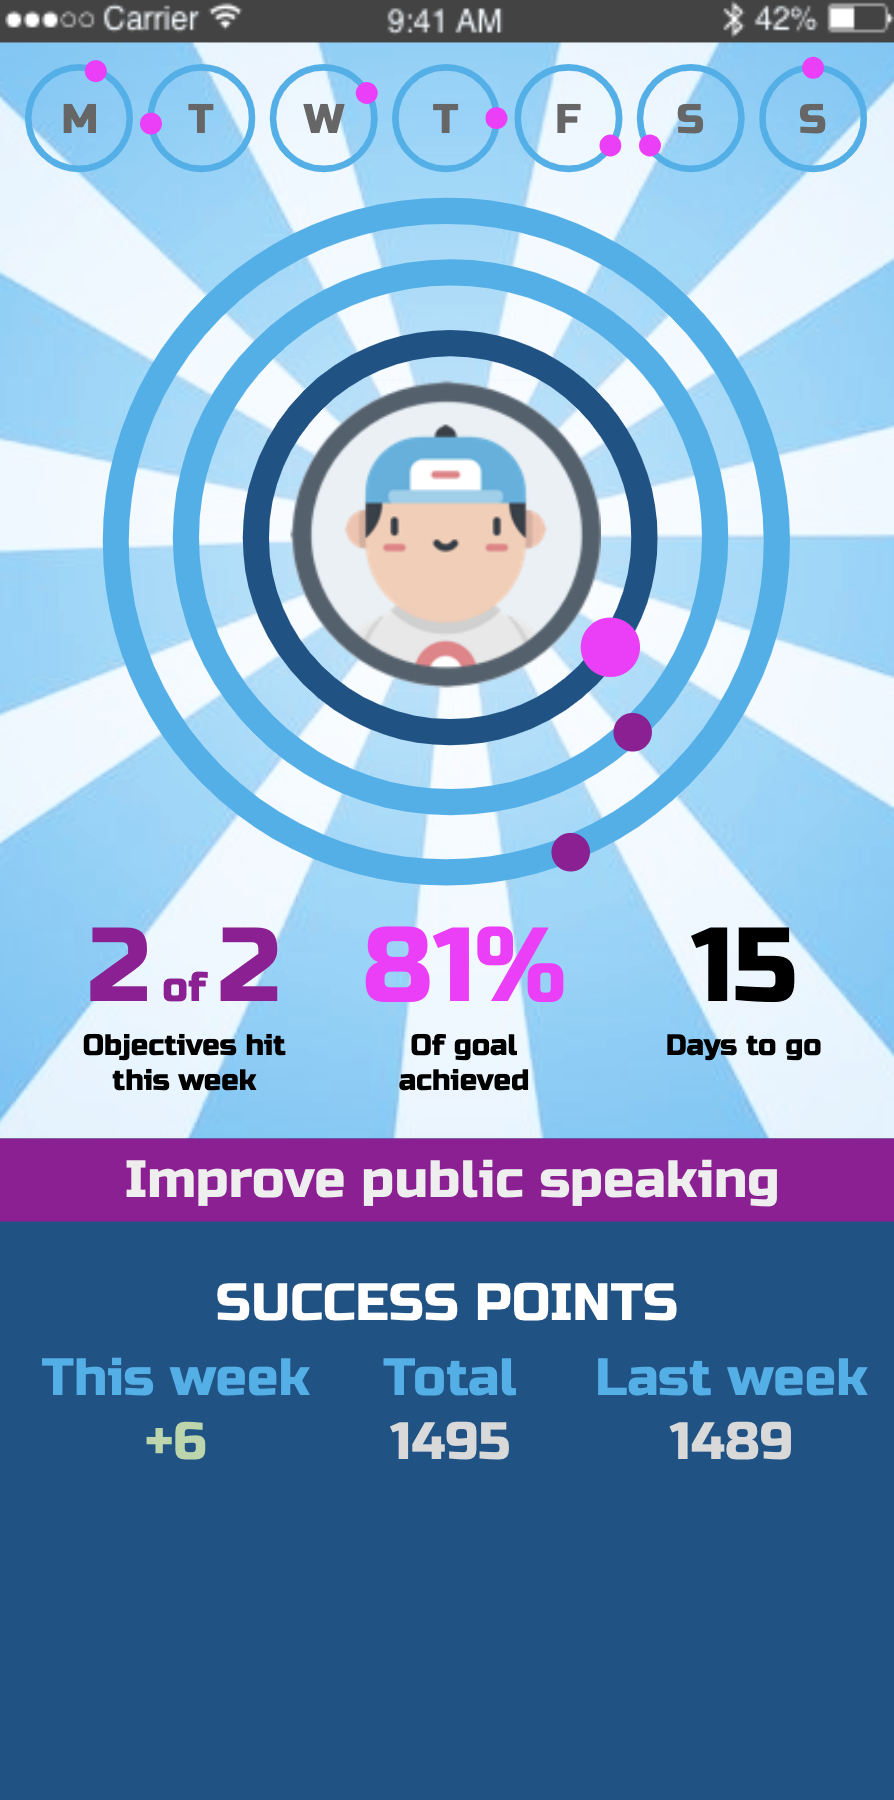 Carrier 9:41 AM 42%
M T W T F S S
2 of 2 81% 15
Objectives hit this week Of goal achieved Days to go
Improve public speaking
SUCCESS POINTS
This week Total Last week
+6 1495 1489